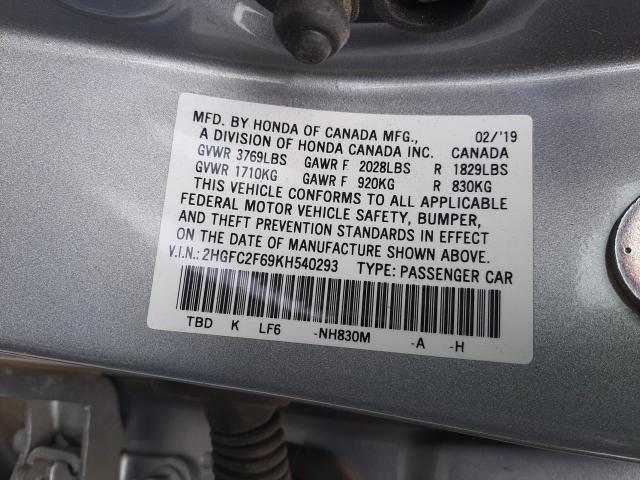 MFD. BY HONDA OF CANADA MFG., 02/'19
A DIVISION OF HONDA CANADA INC. CANADA
GVWR 3769LBS GAWR F 2028LBS R 1829LBS
GVWR 1710KG GAWR F 920KG R 830KG
THIS VEHICLE CONFORMS TO ALL APPLICABLE
FEDERAL MOTOR VEHICLE SAFETY, BUMPER,
AND THEFT PREVENTION STANDARDS IN EFFECT
ON THE DATE OF MANUFACTURE SHOWN ABOVE.
V.I.N.: 2HGFC2F69KH540293 TYPE: PASSENGER CAR
TBD K LF6 -NH830M -A -H